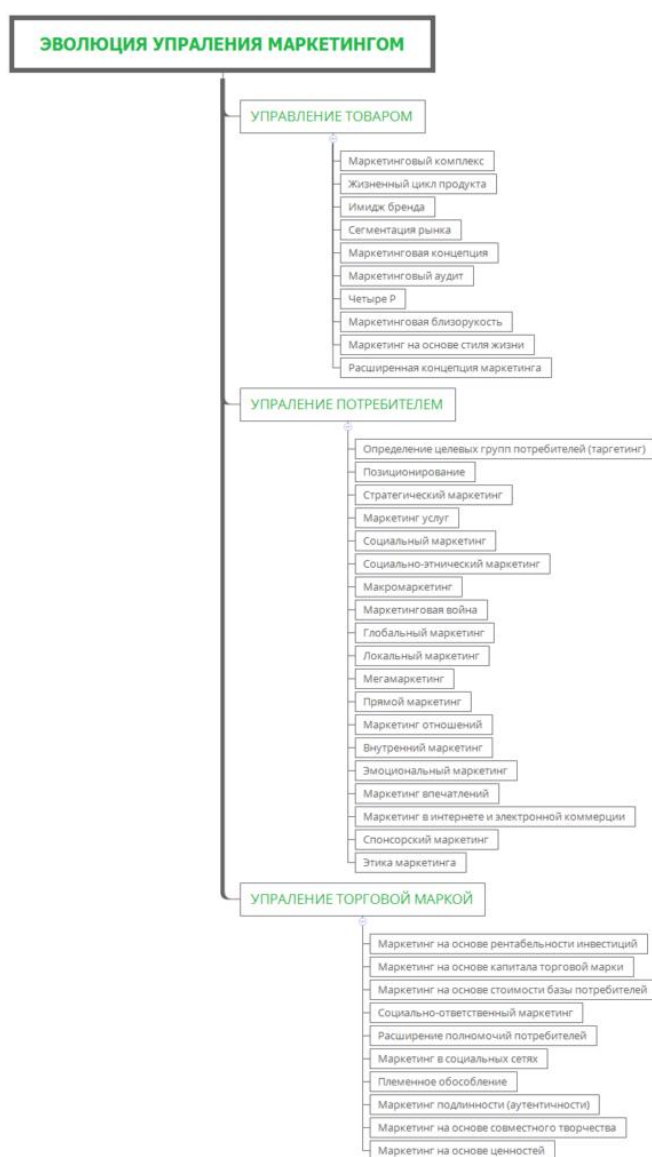 ЭВОЛЮЦИЯ УПРАЛЕНИЯ МАРКЕТИНГОМ
УПРАВЛЕНИЕ ТОВАРОМ
Маркетинговый комплекс
Жизненный цикл продукта
Имидж бренда
Сегментация рынка
Маркетинговая концепция
Маркетинговый аудит
Четыре Р
Маркетинговая близорукость
Маркетинг на основе стиля жизни
Расширенная концепция маркетинга
УПРАЛЕНИЕ ПОТРЕБИТЕЛЕМ
Определение целевых групп потребителей (таргетинг)
Позиционирование
Стратегический маркетинг
Маркетинг услуг
Социальный маркетинг
Социально-этнический маркетинг
Макромаркетинг
Маркетинговая война
Глобальный маркетинг
Локальный маркетинг
Мегамаркетинг
Прямой маркетинг
Маркетинг отношений
Внутренний маркетинг
Эмоциональный маркетинг
Маркетинг впечатлений
Маркетинг в интернете и электронной коммерции
Спонсорский маркетинг
Этика маркетинга
УПРАЛЕНИЕ ТОРГОВОЙ МАРКОЙ
Маркетинг на основе рентабельности инвестиций
Маркетинг на основе капитала торговой марки
Маркетинг на основе стоимости базы потребителей
Социально-ответственный маркетинг
Расширение полномочий потребителей
Маркетинг в социальных сетях
Племенное обособление
Маркетинг подлинности (аутентичности)
Маркетинг на основе совместного творчества
Маркетинг на основе ценностей